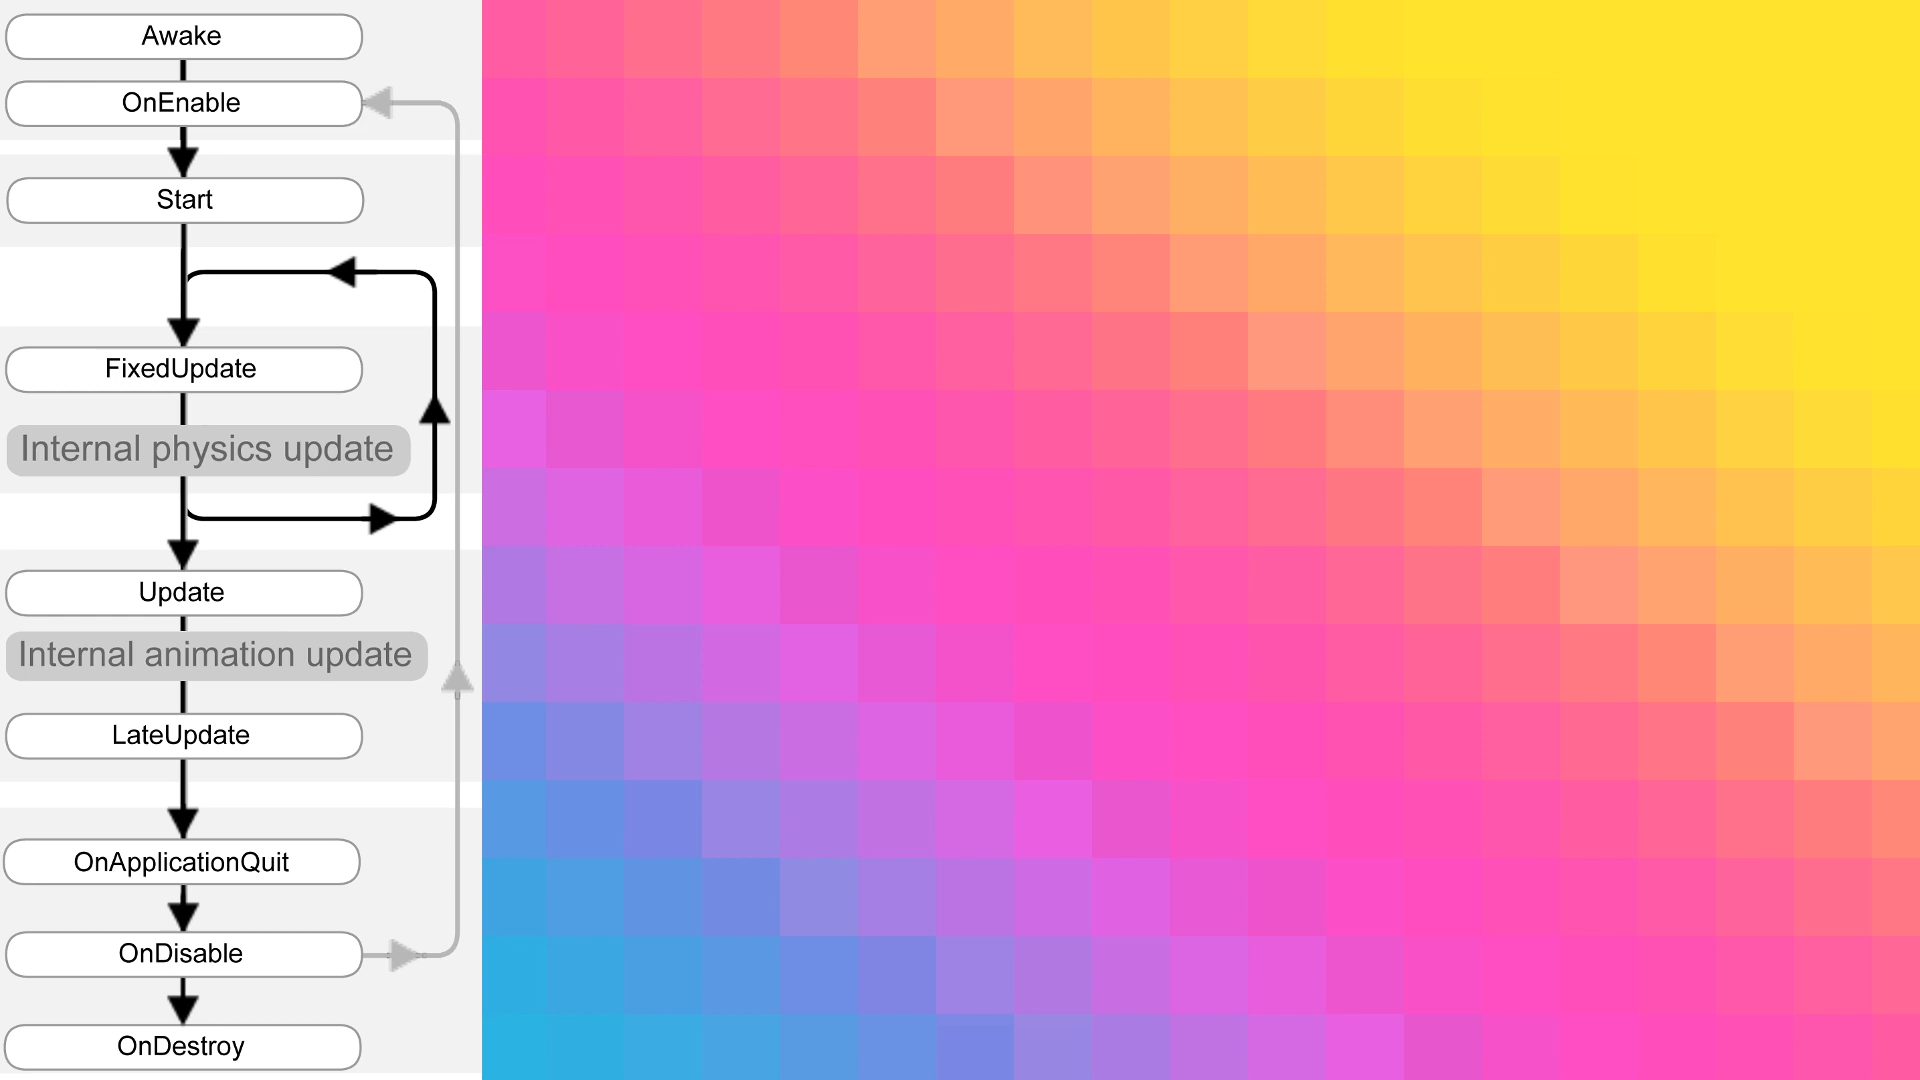 Awake
OnEnable
Start
FixedUpdate
Internal physics update
Update
Internal animation update
LateUpdate
OnApplicationQuit
OnDisable
OnDestroy